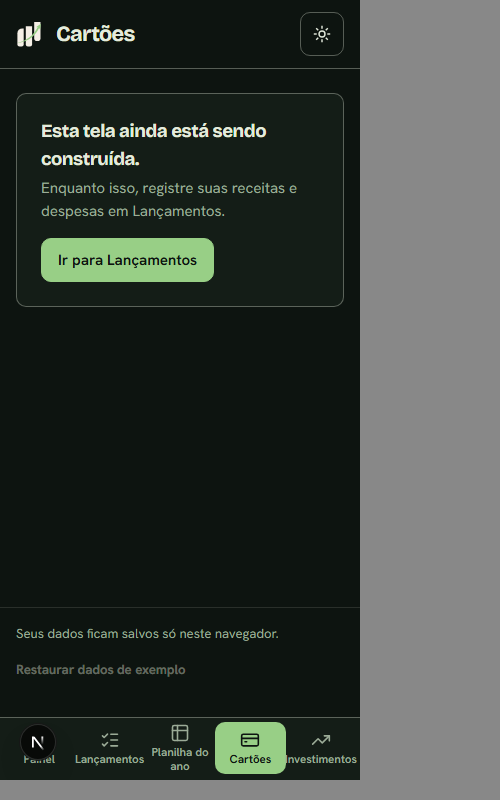 Cartões
Esta tela ainda está sendo
construída.
Enquanto isso, registre suas receitas e
despesas em Lançamentos.
Ir para Lançamentos
Seus dados ficam salvos só neste navegador.
Restaurar dados de exemplo
N
Painel
Lançamentos
Planilha do
ano
Cartões
Investimentos